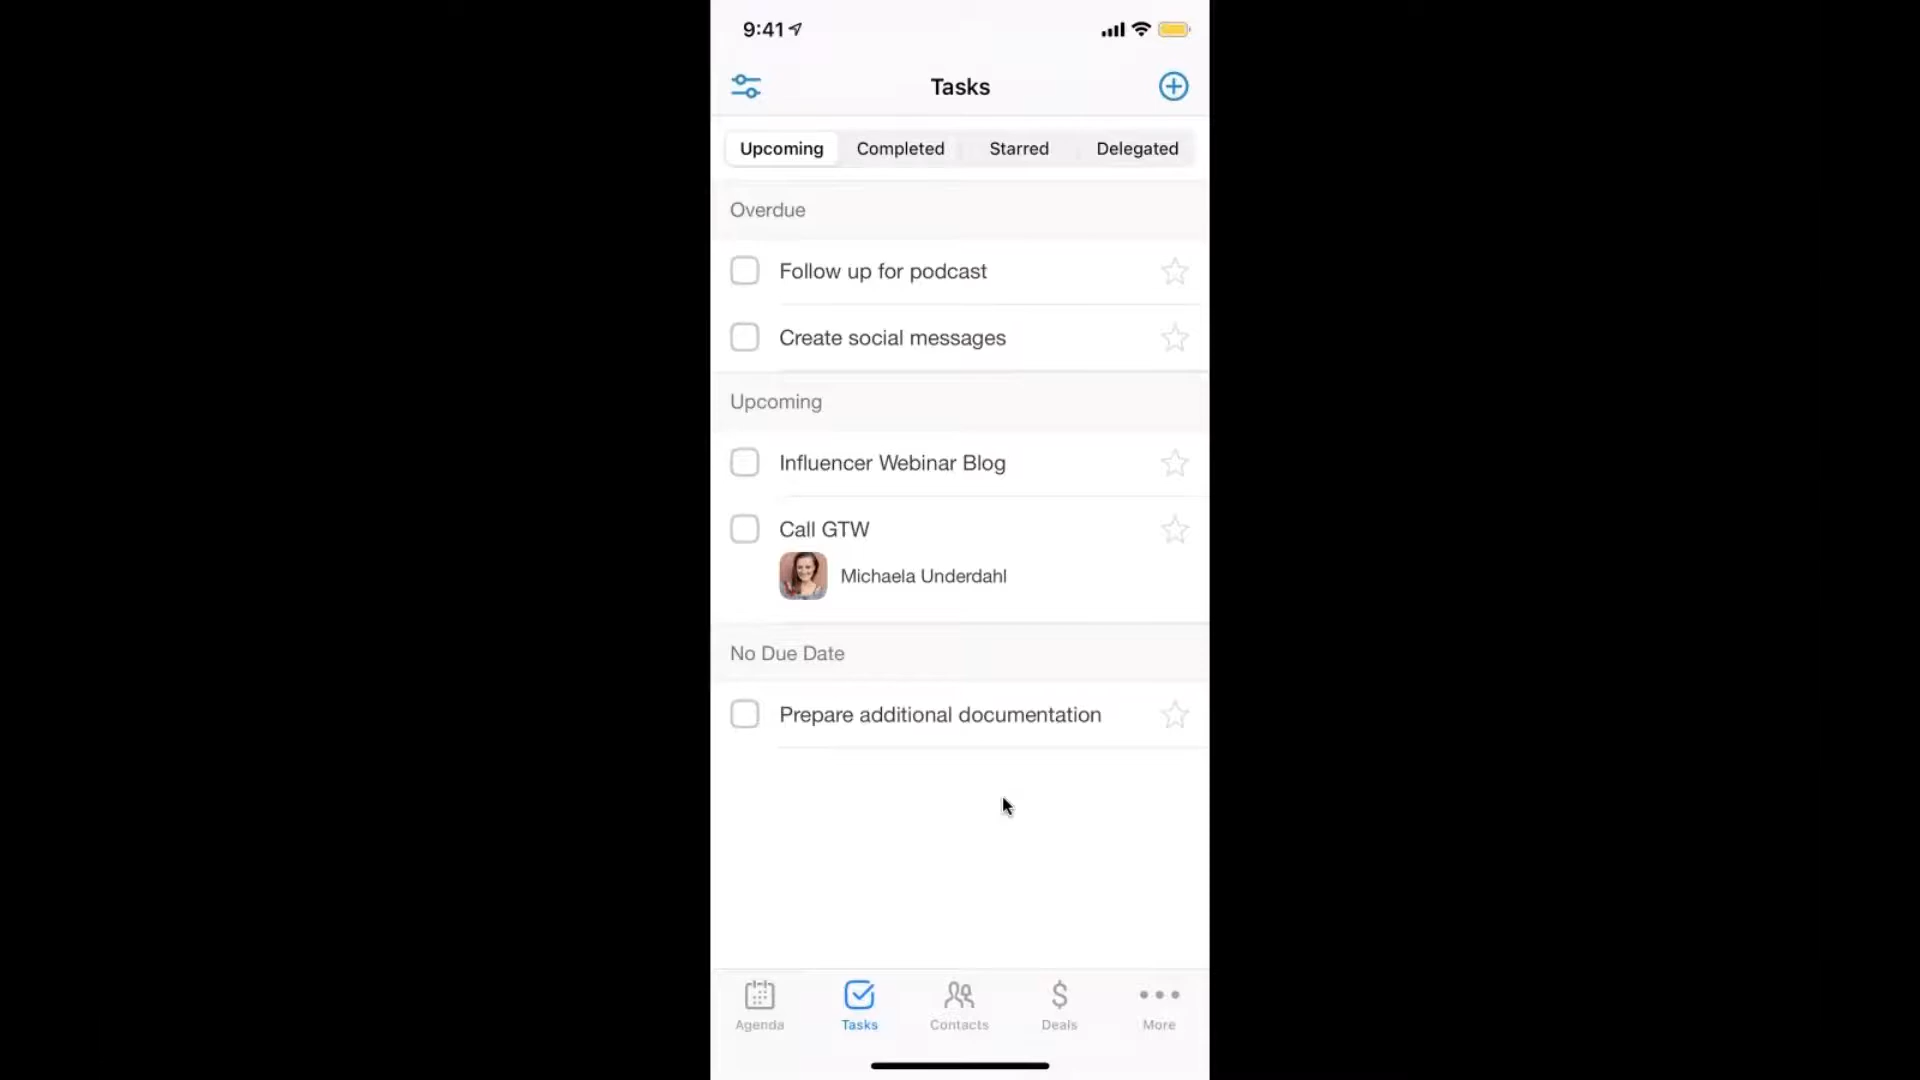 9:41
Tasks
Upcoming
Completed
Starred
Delegated
Overdue
Follow up for podcast
Create social messages
Upcoming
Influencer Webinar Blog
Call GTW
Michaela Underdahl
No Due Date
Prepare additional documentation
Agenda
Tasks
Contacts
Deals
More